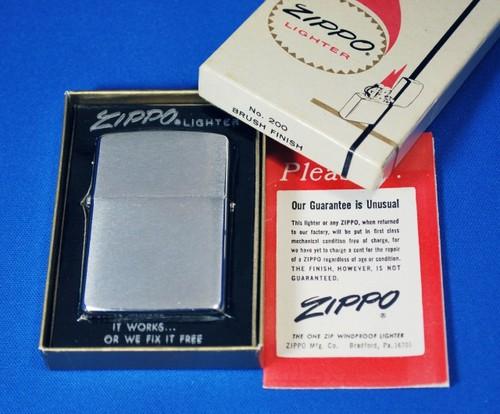 ZIPPO®
LIGHTER
No. 200
BRUSH FINISH
ZIPPO® LIGHTER
IT WORKS...
OR WE FIX IT FREE
Our Guarantee is Unusual
This lighter or any ZIPPO, when returned
to our factory, will be put in first class
mechanical condition free of charge, for
we have yet to charge a cent for the repair
of a ZIPPO regardless of age or condition.
THE FINISH, HOWEVER, IS NOT
GUARANTEED.
ZIPPO®
THE ONE ZIP WINDPROOF LIGHTER
ZIPPO Mfg. Co. Bradford, Pa. 16701